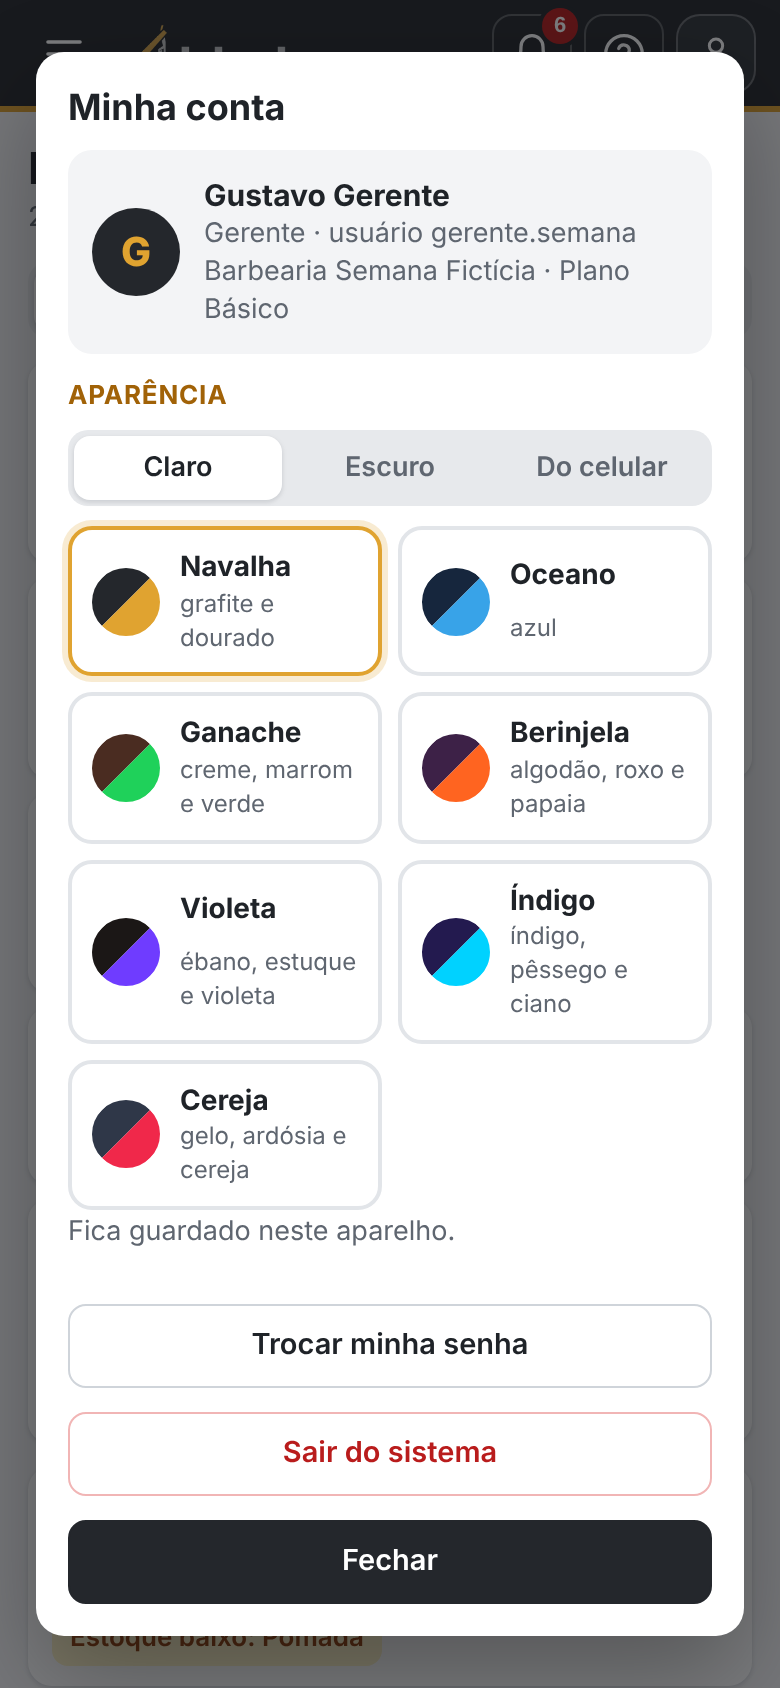 6
Minha conta
G
Gustavo Gerente
Gerente · usuário gerente.semana
Barbearia Semana Fictícia · Plano
Básico
APARÊNCIA
Claro
Escuro
Do celular
Navalha
grafite e
dourado
Oceano
azul
Ganache
creme, marrom
e verde
Berinjela
algodão, roxo e
papaia
Violeta
ébano, estuque
e violeta
Índigo
índigo,
pêssego e
ciano
Cereja
gelo, ardósia e
cereja
Fica guardado neste aparelho.
Trocar minha senha
Sair do sistema
Fechar
Estoque baixo: Pomada